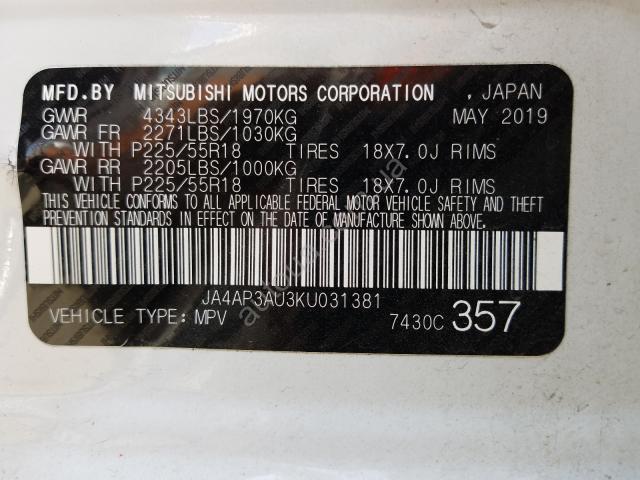 MFD.BY MITSUBISHI MOTORS CORPORATION , JAPAN
GVWR 4343LBS/1970KG MAY 2019
GAWR FR 2271LBS/1030KG
WITH P225/55R18 TIRES 18X7.0J RIMS
GAWR RR 2205LBS/1000KG
WITH P225/55R18 TIRES 18X7.0J RIMS
THIS VEHICLE CONFORMS TO ALL APPLICABLE FEDERAL MOTOR VEHICLE SAFETY AND THEFT
PREVENTION STANDARDS IN EFFECT ON THE DATE OF MANUFACTURE SHOWN ABOVE.
JA4AP3AU3KU031381
VEHICLE TYPE: MPV 7430C 357